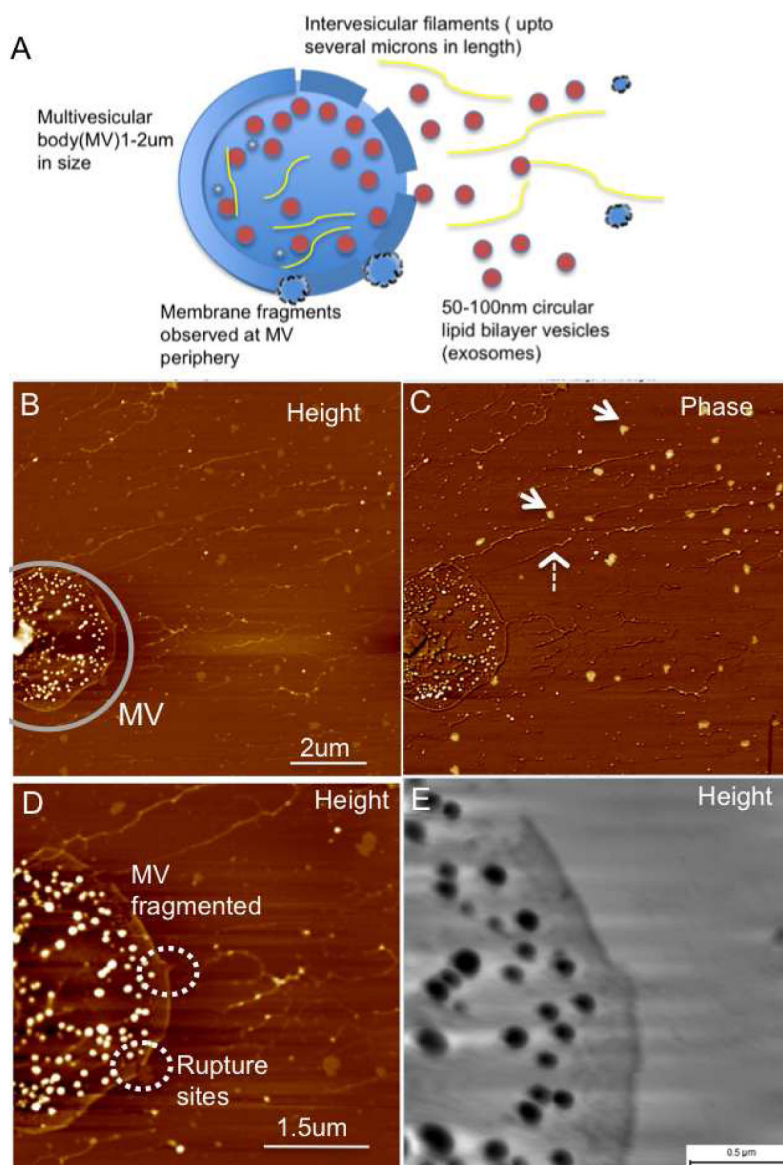 A
Intervesicular filaments ( upto
several microns in length)
Multivesicular
body(MV)1-2um
in size
Membrane fragments
observed at MV
periphery
50-100nm circular
lipid bilayer vesicles
(exosomes)
B
Height
MV
2um
C
Phase
D
Height
MV
fragmented
Rupture
sites
1.5um
E
Height
0.5 µm